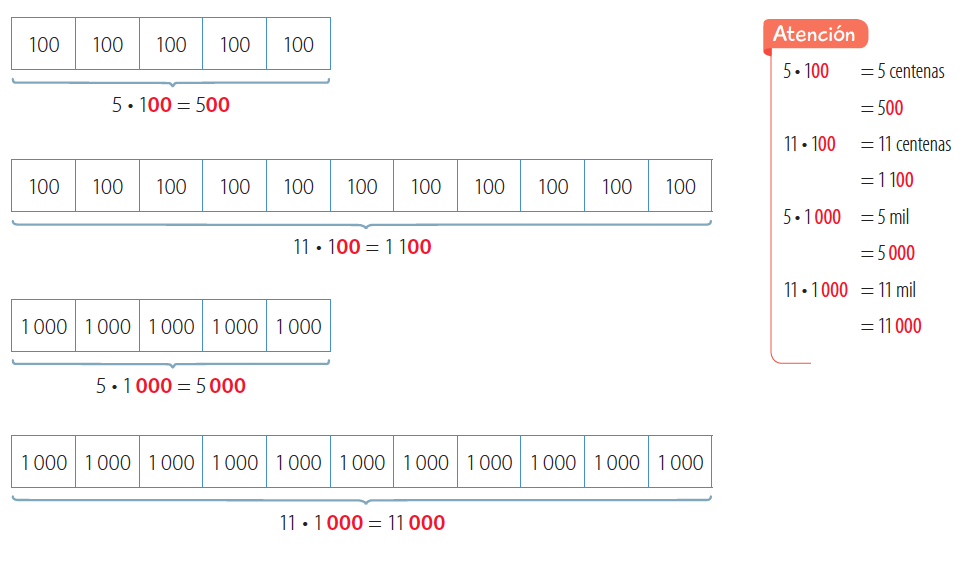 100 100 100 100 100
5 • 100 = 500
100 100 100 100 100 100 100 100 100 100 100
11 • 100 = 1 100
1 000 1 000 1 000 1 000 1 000
5 • 1 000 = 5 000
1 000 1 000 1 000 1 000 1 000 1 000 1 000 1 000 1 000 1 000 1 000
11 • 1 000 = 11 000
Atención
5 • 100 = 5 centenas
= 500
11 • 100 = 11 centenas
= 1 100
5 • 1 000 = 5 mil
= 5 000
11 • 1 000 = 11 mil
= 11 000